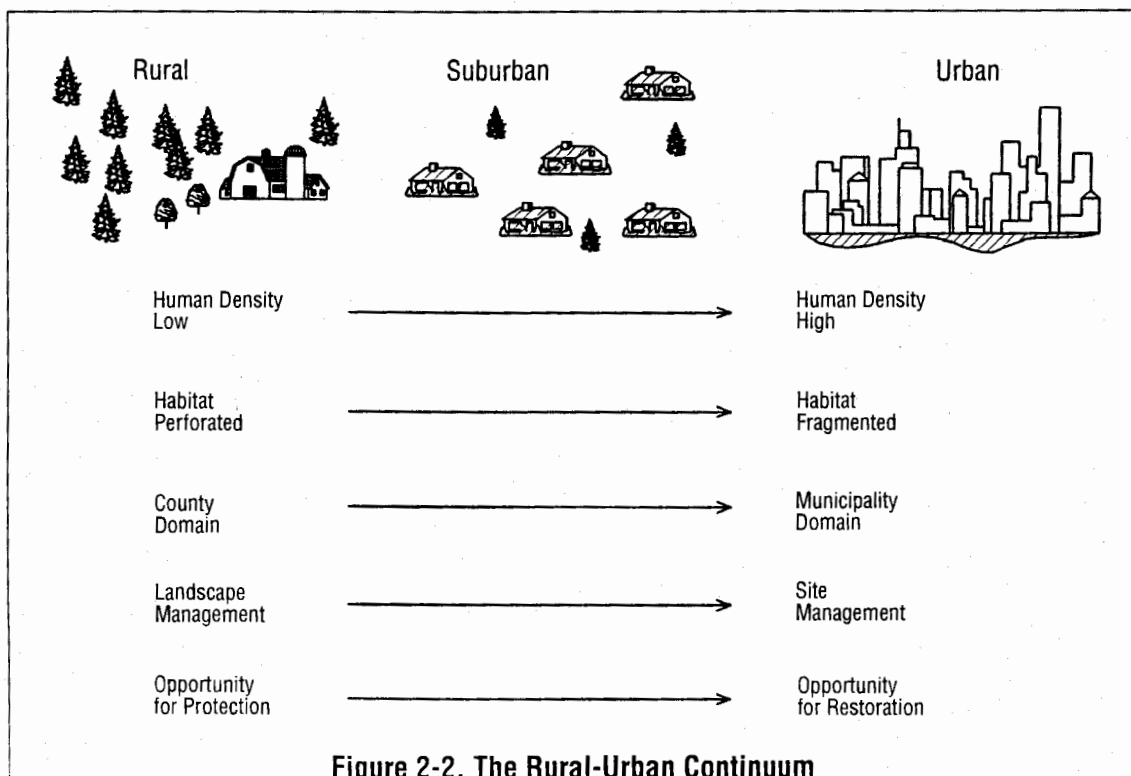 Rural
Suburban
Urban
Human Density
Low
Human Density
High
Habitat
Perforated
Habitat
Fragmented
County
Domain
Municipality
Domain
Landscape
Management
Site
Management
Opportunity
for Protection
Opportunity
for Restoration
Figure 2-2. The Rural-Urban Continuum